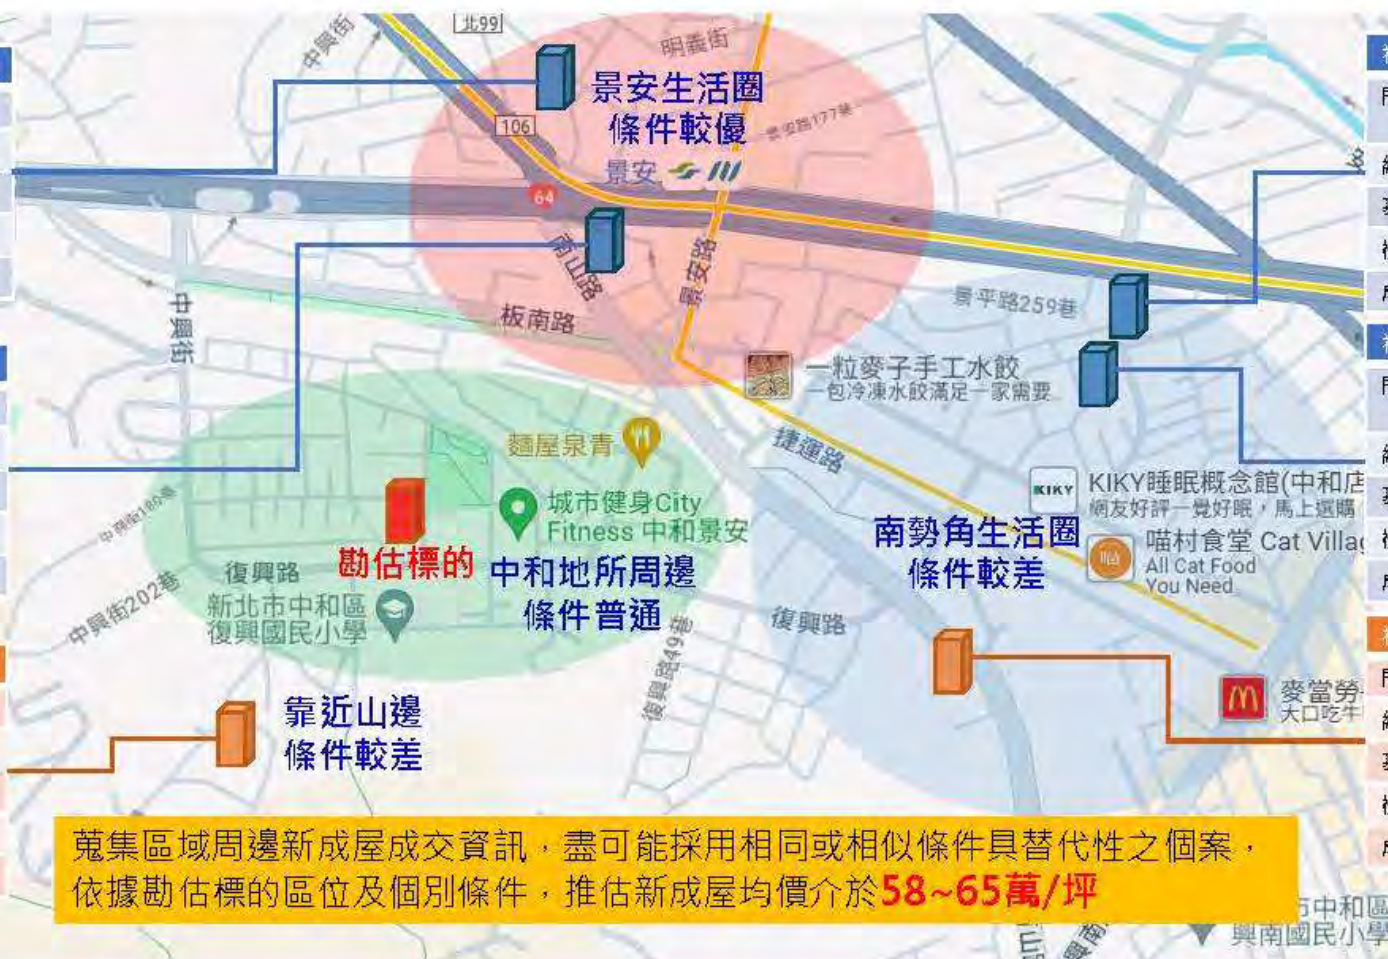 北99
中興街
明義街
景安生活圈
條件較優
106
景安路177巷
景安
64
南山路
景安路
景平路259巷
中興街
板南路
一粒麥子手工水餃
一包冷凍水餃滿足一家需要
麵屋泉青
捷運路
KIKY
KIKY睡眠概念館(中和店
網友好評一覺好眠，馬上選購
城市健身City
Fitness 中和景安
南勢角生活圈
條件較差
喵村食堂 Cat Villag
All Cat Food
You Need
中興街185巷
勘估標的
中和地所周邊
條件普通
復興路
新北市中和區
復興國民小學
中興街202巷
復興路
復興路49巷
麥當勞
大口吃牛
靠近山邊
條件較差
蒐集區域周邊新成屋成交資訊，盡可能採用相同或相似條件具替代性之個案，
依據勘估標的區位及個別條件，推估新成屋均價介於58~65萬/坪
市中和區
興南國民小學